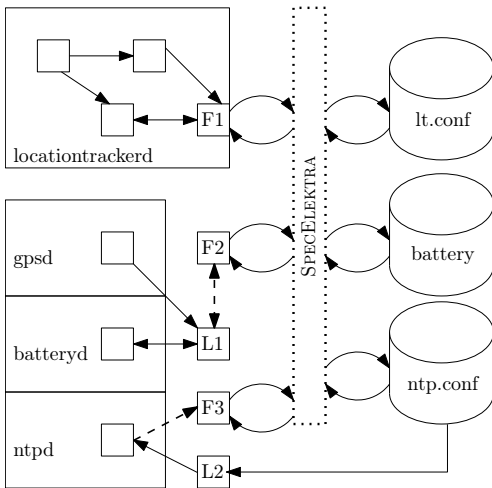 F1
lt.conf
locationtrackerd
SPECELEKTRA
gpsd
F2
battery
batteryd
L1
ntp.conf
F3
ntpd
L2